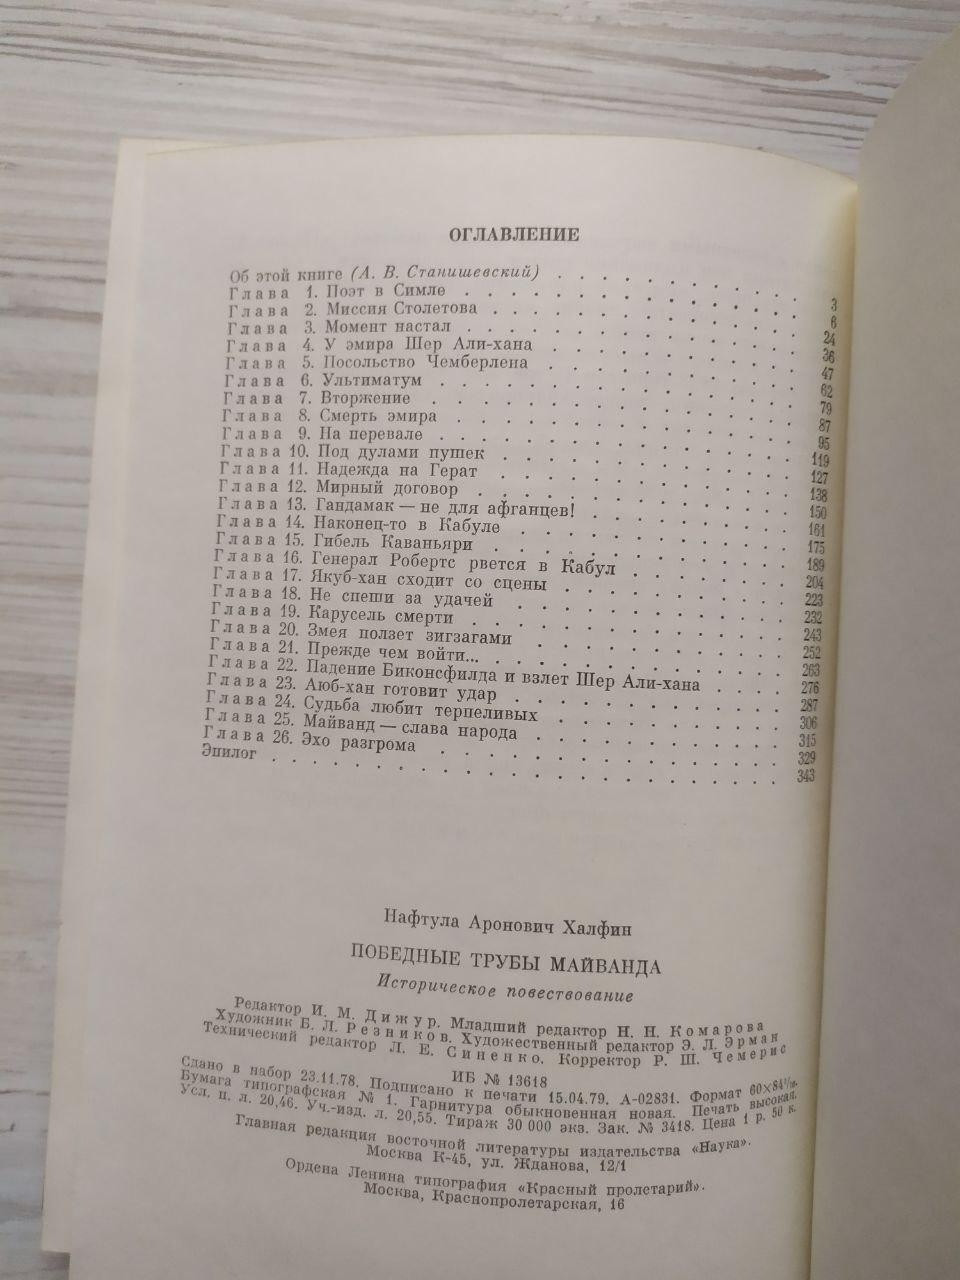 ОГЛАВЛЕНИЕ
Об этой книге (А. В. Станишевский) . . . . . . . . 3
Глава 1. Поэт в Симле . . . . . . . . . . 6
Глава 2. Миссия Столетова . . . . . . . . . . 24
Глава 3. Момент настал . . . . . . . . . . 36
Глава 4. У эмира Шер Али-хана . . . . . . . . 47
Глава 5. Посольство Чемберлена . . . . . . . . 62
Глава 6. Ультиматум . . . . . . . . . . 79
Глава 7. Вторжение . . . . . . . . . . 87
Глава 8. Смерть эмира . . . . . . . . . . 95
Глава 9. На перевале . . . . . . . . . . 119
Глава 10. Под дулами пушек . . . . . . . . . 127
Глава 11. Надежда на Герат . . . . . . . . . 138
Глава 12. Мирный договор . . . . . . . . . 150
Глава 13. Гандамак — не для афганцев! . . . . . . 161
Глава 14. Наконец-то в Кабуле . . . . . . . . 175
Глава 15. Гибель Каваньяри . . . . . . . . . 189
Глава 16. Генерал Робертс рвется в Кабул . . . . . 204
Глава 17. Якуб-хан сходит со сцены . . . . . . . 223
Глава 18. Не спеши за удачей . . . . . . . . 232
Глава 19. Карусель смерти . . . . . . . . . 243
Глава 20. Змея ползет зигзагами . . . . . . . . 252
Глава 21. Прежде чем войти... . . . . . . . . 263
Глава 22. Падение Биконсфилда и взлет Шер Али-хана . . . 276
Глава 23. Аюб-хан готовит удар . . . . . . . . 287
Глава 24. Судьба любит терпеливых . . . . . . . 306
Глава 25. Майванд — слава народа . . . . . . . 315
Глава 26. Эхо разгрома . . . . . . . . . . 329
Эпилог . . . . . . . . . . . . . 343
Нафтула Аронович Халфин
ПОБЕДНЫЕ ТРУБЫ МАЙВАНДА
Историческое повествование
Редактор И. М. Дижур. Младший редактор Н. Н. Комарова
Художник Б. Л. Резников. Художественный редактор Э. Л. Эрман
Технический редактор Л. Е. Синенко. Корректор Р. Ш. Чемерис
ИБ № 13618
Сдано в набор 23.11.78. Подписано к печати 15.04.79. А-02831. Формат 60×84 1/16.
Бумага типографская № 1. Гарнитура обыкновенная новая. Печать высокая.
Усл. п. л. 20,46. Уч.-изд. л. 20,55. Тираж 30 000 экз. Зак. № 3418. Цена 1 р. 50 к.
Главная редакция восточной литературы издательства «Наука».
Москва К-45, ул. Жданова, 12/1
Ордена Ленина типография «Красный пролетарий».
Москва, Краснопролетарская, 16